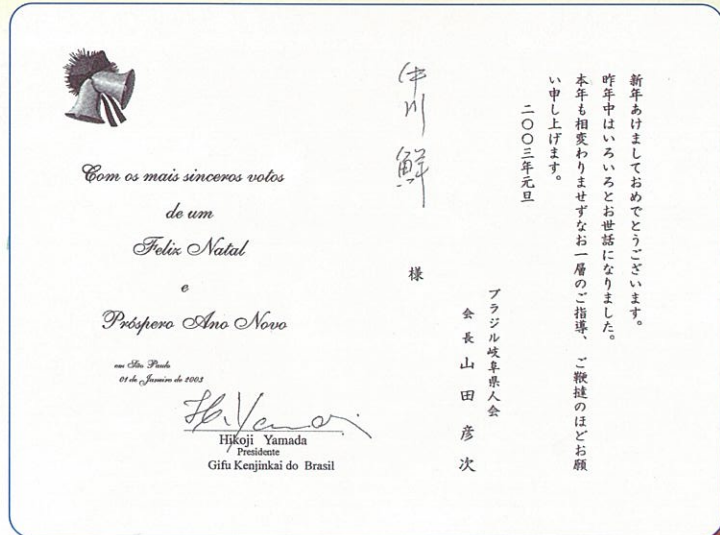 新年あけましておめでとうございます。
昨年中はいろいろとお世話になりました。
本年も相変わりませずなお一層のご指導、ご鞭撻のほどお願
い申し上げます。
二〇〇三年元旦
ブラジル岐阜県人会
会長 山田彦次
中川鮮
様
Com os mais sinceros votos
de um
Feliz Natal
e
Próspero Ano Novo
em São Paulo
01 de Janeiro de 2003
H. Yamada
Hikoji Yamada
Presidente
Gifu Kenjinkai do Brasil